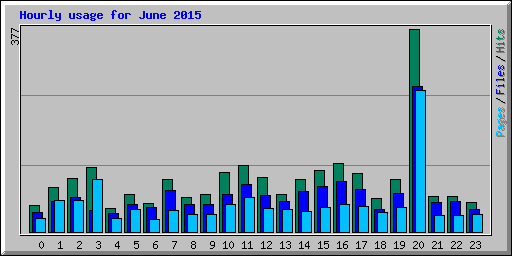 Hourly usage for June 2015
377
Pages / Files / Hits
0 1 2 3 4 5 6 7 8 9 10 11 12 13 14 15 16 17 18 19 20 21 22 23